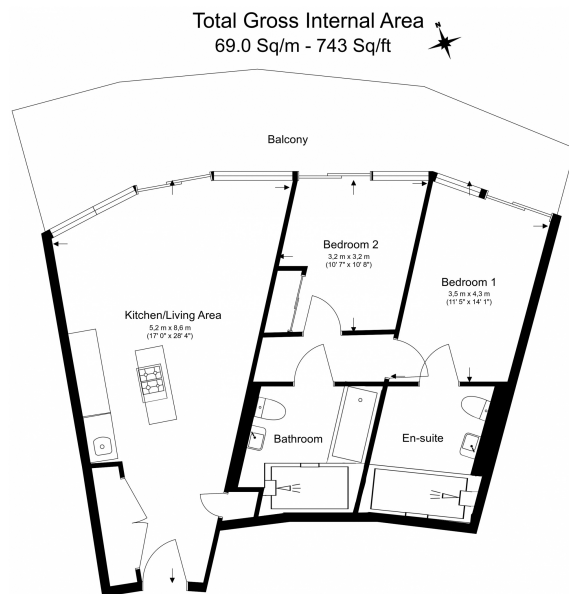 Total Gross Internal Area
69.0 Sq/m - 743 Sq/ft
N
Balcony
Bedroom 2
3,2 m x 3,2 m
(10' 7" x 10' 8")
Bedroom 1
3,5 m x 4,3 m
(11' 5" x 14' 1")
Kitchen/Living Area
5,2 m x 8,6 m
(17' 0" x 28' 4")
Bathroom
En-suite